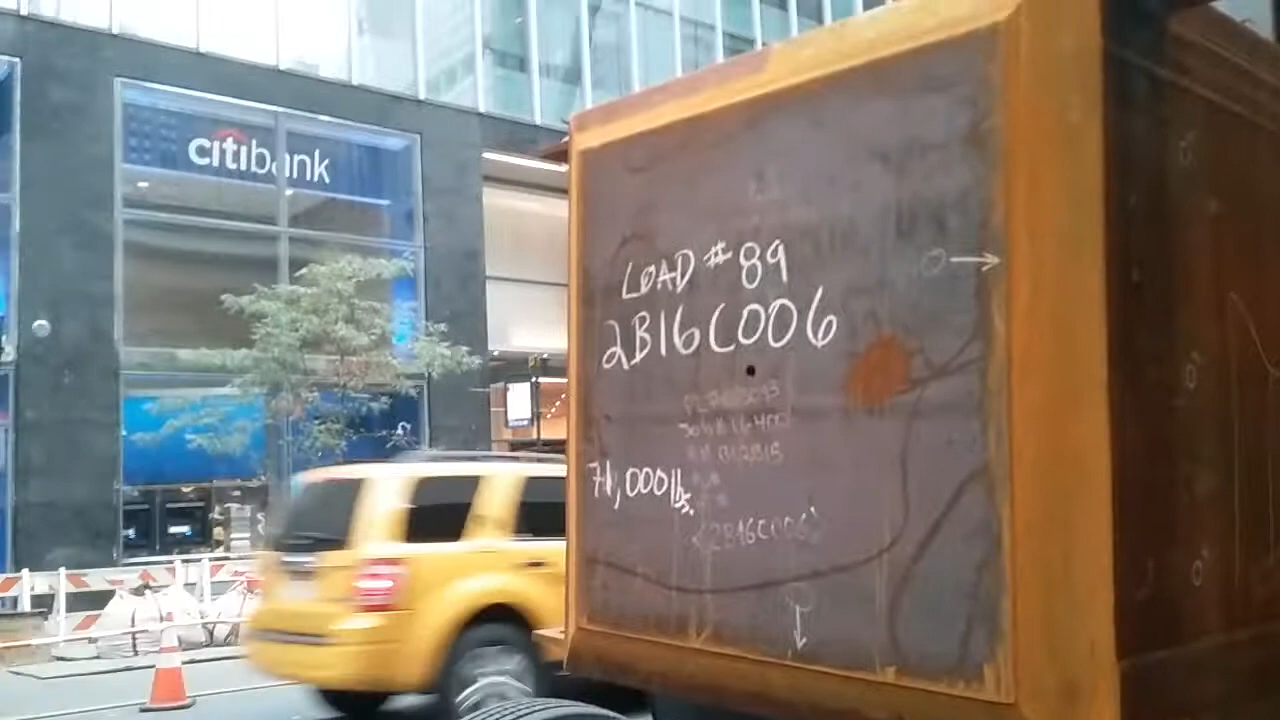 citibank
LOAD # 89
2B16C006
71,000lbs.
<2B16C006>